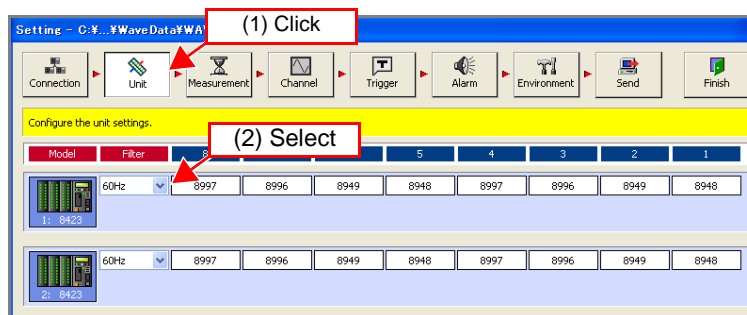 Setting - C:¥...¥WaveData¥WA
(1) Click
Connection
Unit
Measurement
Channel
Trigger
Alarm
Environment
Send
Finish
Configure the unit settings.
(2) Select
Model Filter 8 5 4 3 2 1
60Hz 8997 8996 8949 8948 8997 8996 8949 8948
1: 8423
60Hz 8997 8996 8949 8948 8997 8996 8949 8948
2: 8423